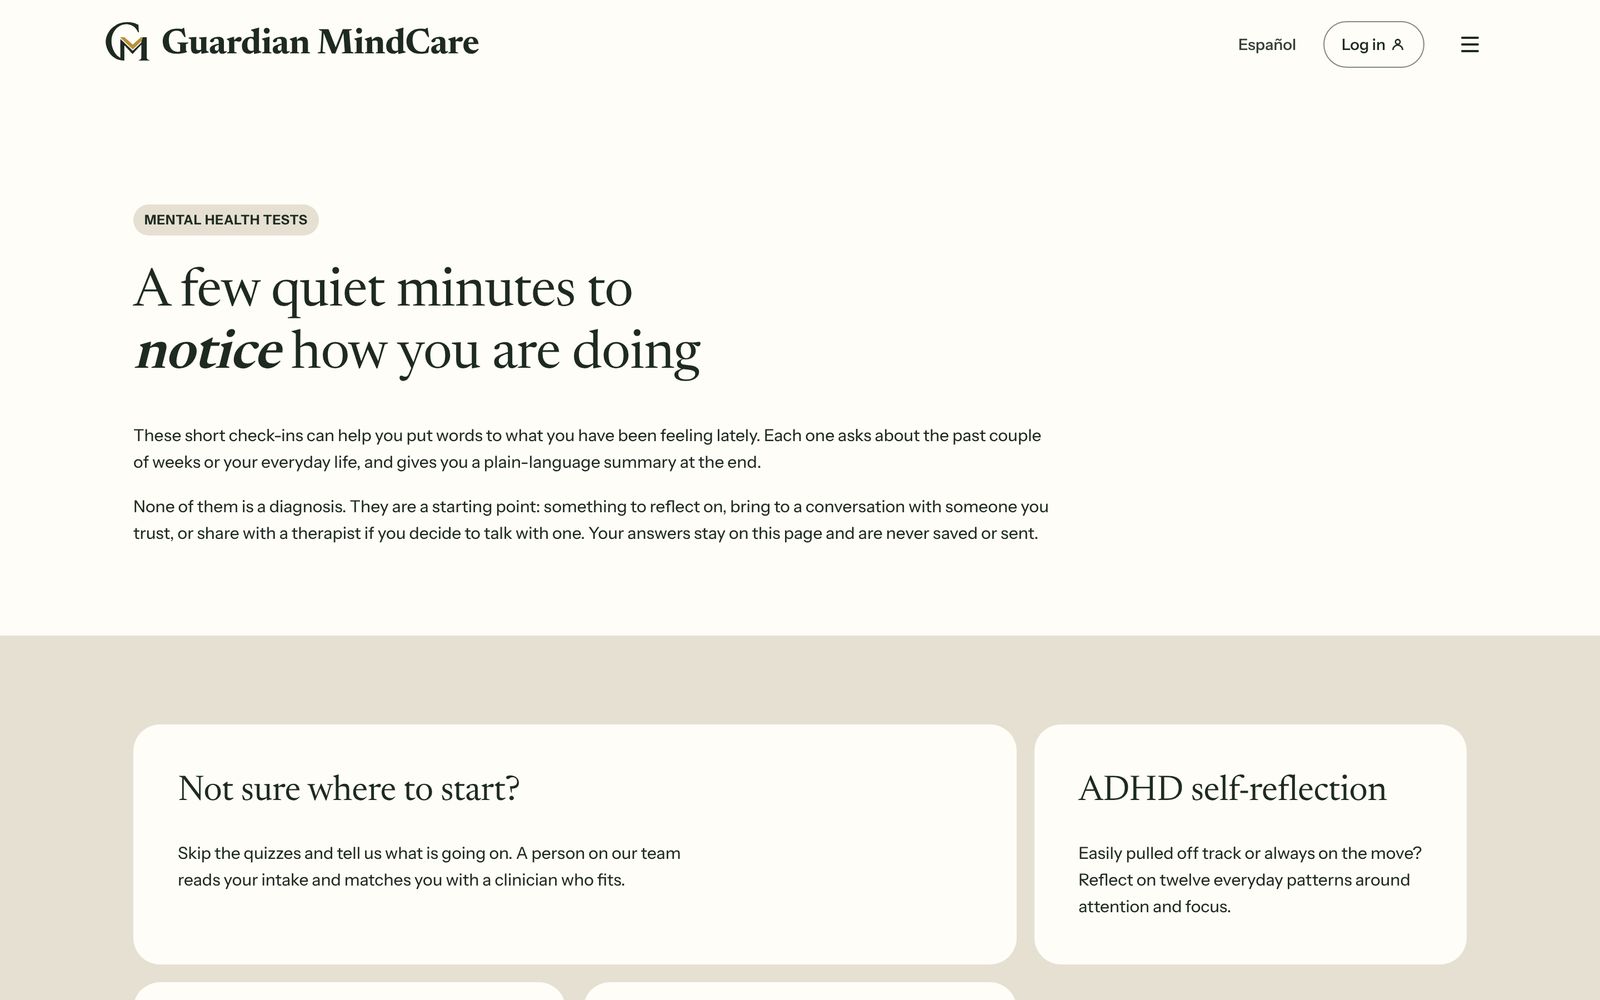 Guardian MindCare
Español
Log in
MENTAL HEALTH TESTS
A few quiet minutes to
notice how you are doing
These short check-ins can help you put words to what you have been feeling lately. Each one asks about the past couple
of weeks or your everyday life, and gives you a plain-language summary at the end.
None of them is a diagnosis. They are a starting point: something to reflect on, bring to a conversation with someone you
trust, or share with a therapist if you decide to talk with one. Your answers stay on this page and are never saved or sent.
Not sure where to start?
Skip the quizzes and tell us what is going on. A person on our team
reads your intake and matches you with a clinician who fits.
ADHD self-reflection
Easily pulled off track or always on the move?
Reflect on twelve everyday patterns around
attention and focus.